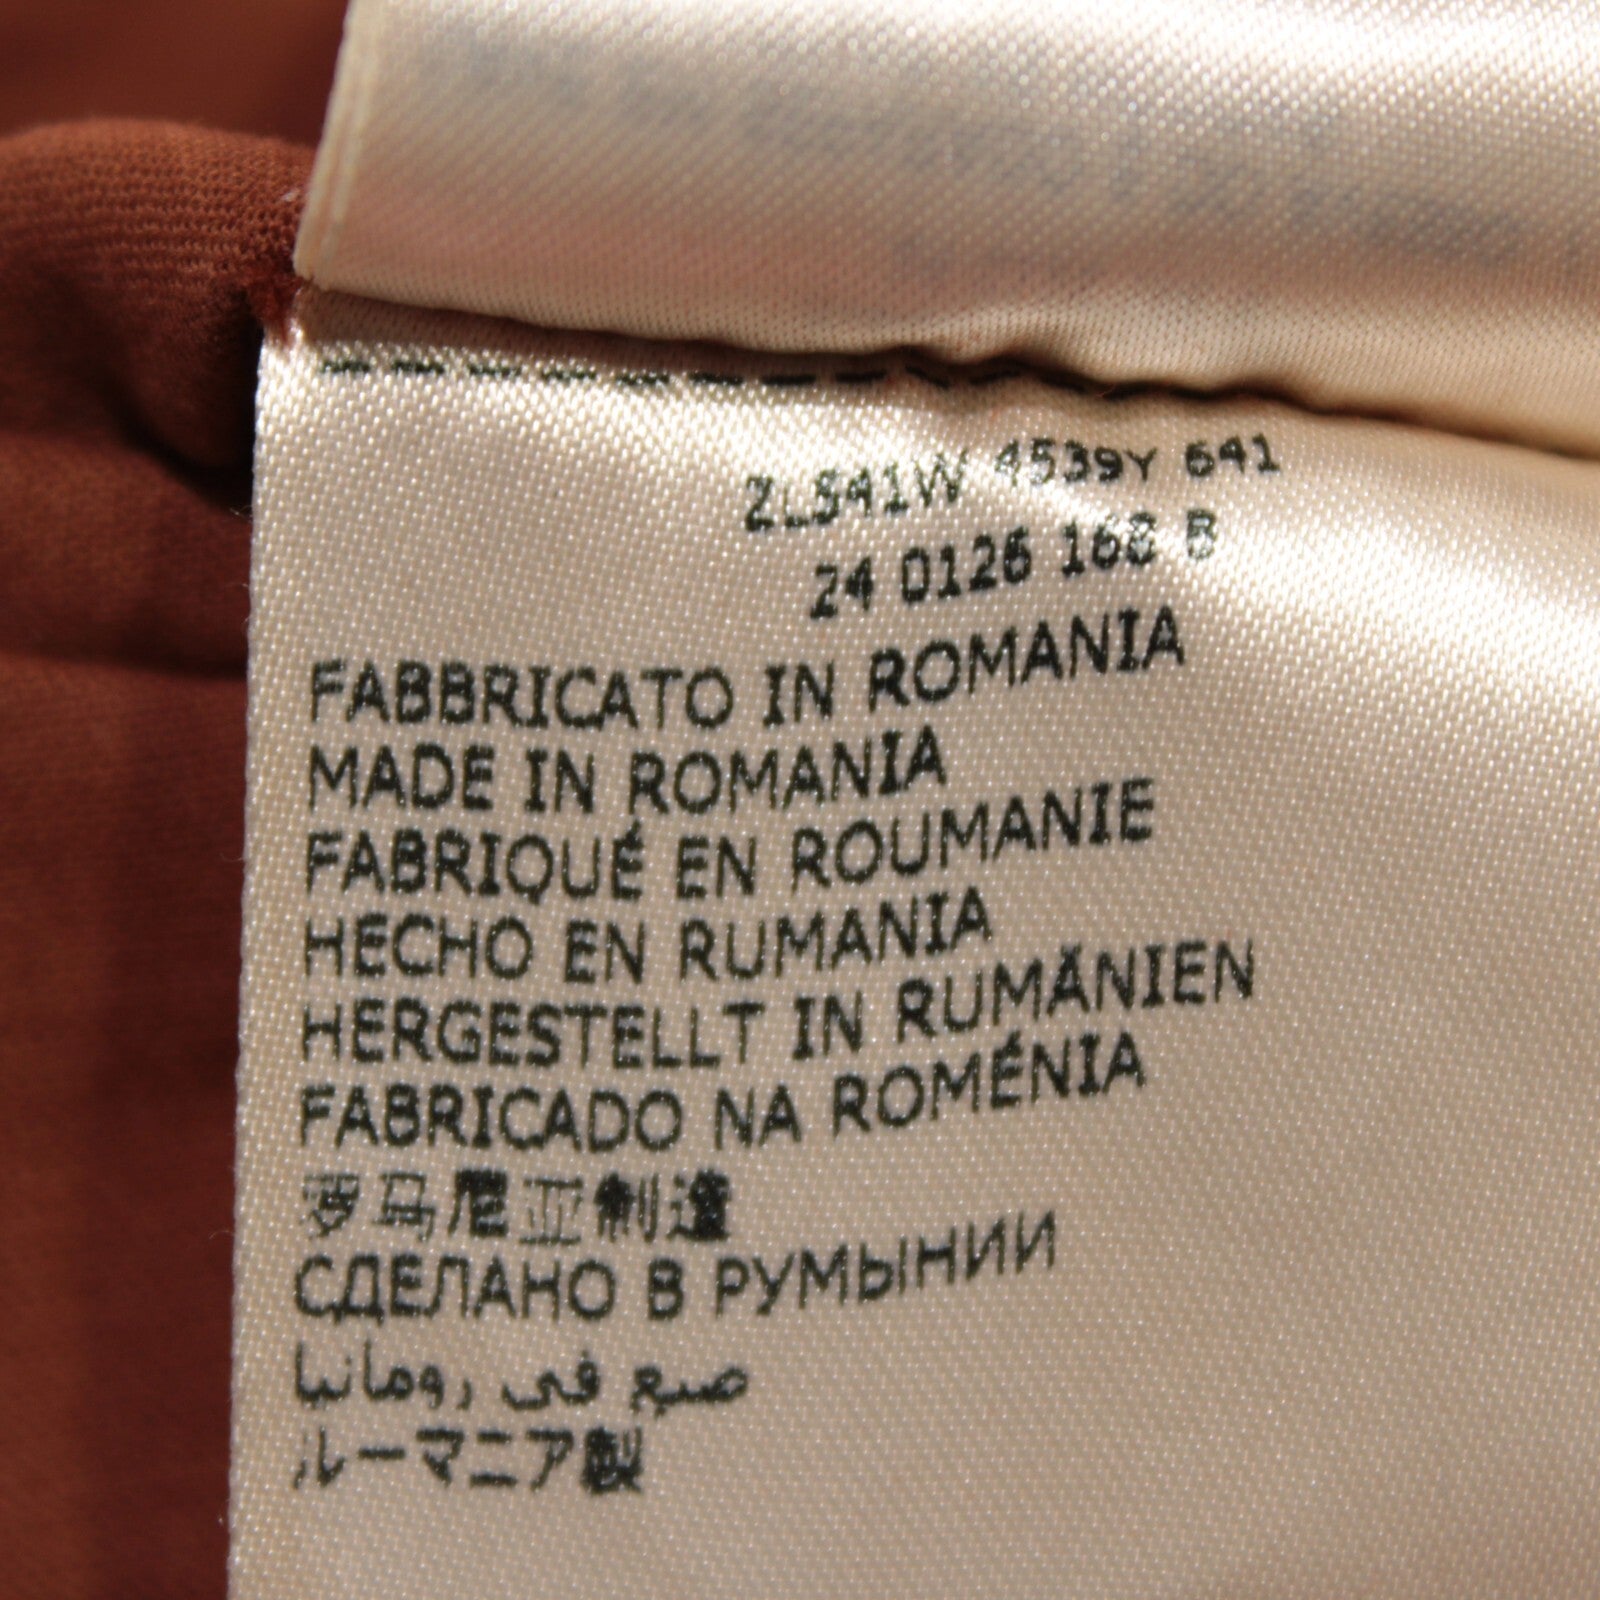 ZLS41W 4539Y 641
24 0126 168 B
FABBRICATO IN ROMANIA
MADE IN ROMANIA
FABRIQUÉ EN ROUMANIE
HECHO EN RUMANIA
HERGESTELLT IN RUMÄNIEN
FABRICADO NA ROMÉNIA
罗马尼亚制造
СДЕЛАНО В РУМЫНИИ
صنع في رومانيا
ルーマニア製